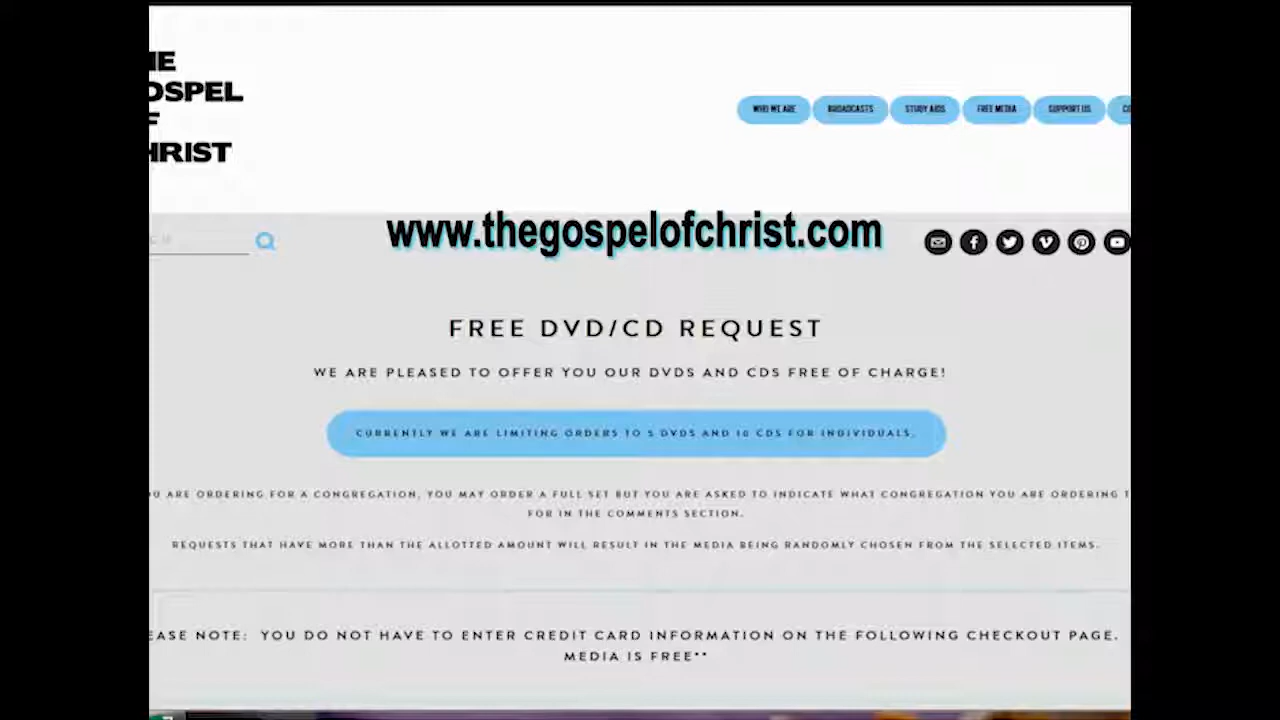 HE
OSPEL
F
HRIST
WHO WE ARE
BROADCASTS
STUDY AIDS
FREE MEDIA
SUPPORT US
CO
www.thegospelofchrist.com
FREE DVD/CD REQUEST
WE ARE PLEASED TO OFFER YOU OUR DVDS AND CDS FREE OF CHARGE!
CURRENTLY WE ARE LIMITING ORDERS TO 5 DVDS AND 10 CDS FOR INDIVIDUALS.
OU ARE ORDERING FOR A CONGREGATION, YOU MAY ORDER A FULL SET BUT YOU ARE ASKED TO INDICATE WHAT CONGREGATION YOU ARE ORDERING T
FOR IN THE COMMENTS SECTION.
REQUESTS THAT HAVE MORE THAN THE ALLOTTED AMOUNT WILL RESULT IN THE MEDIA BEING RANDOMLY CHOSEN FROM THE SELECTED ITEMS.
EASE NOTE: YOU DO NOT HAVE TO ENTER CREDIT CARD INFORMATION ON THE FOLLOWING CHECKOUT PAGE.
MEDIA IS FREE**